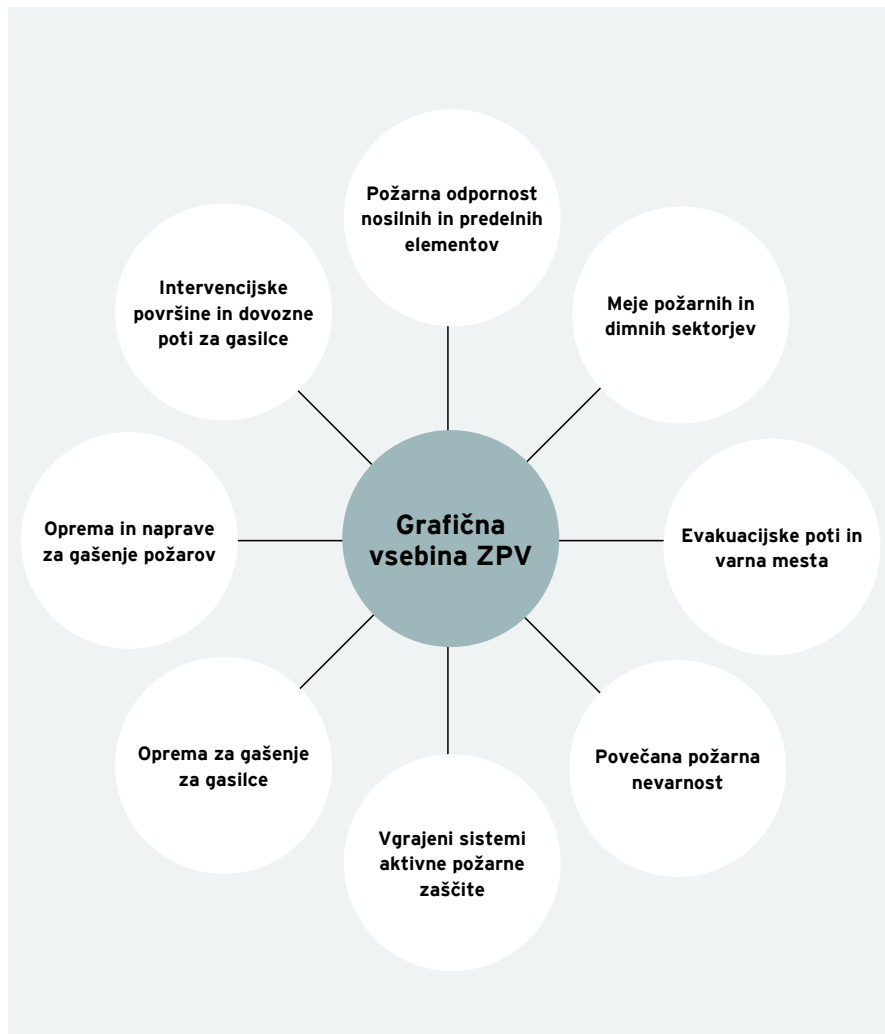 Požarna odpornost
nosilnih in predelnih
elementov
Intervencijske
površine in dovozne
poti za gasilce
Meje požarnih in
dimnih sektorjev
Oprema in naprave
za gašenje požarov
Grafična
vsebina ZPV
Evakuacijske poti in
varna mesta
Oprema za gašenje
za gasilce
Povečana požarna
nevarnost
Vgrajeni sistemi
aktivne požarne
zaščite